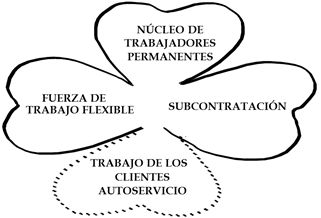 NÚCLEO DE
TRABAJADORES
PERMANENTES
FUERZA DE
TRABAJO FLEXIBLE
SUBCONTRATACIÓN
TRABAJO DE LOS
CLIENTES
AUTOSERVICIO